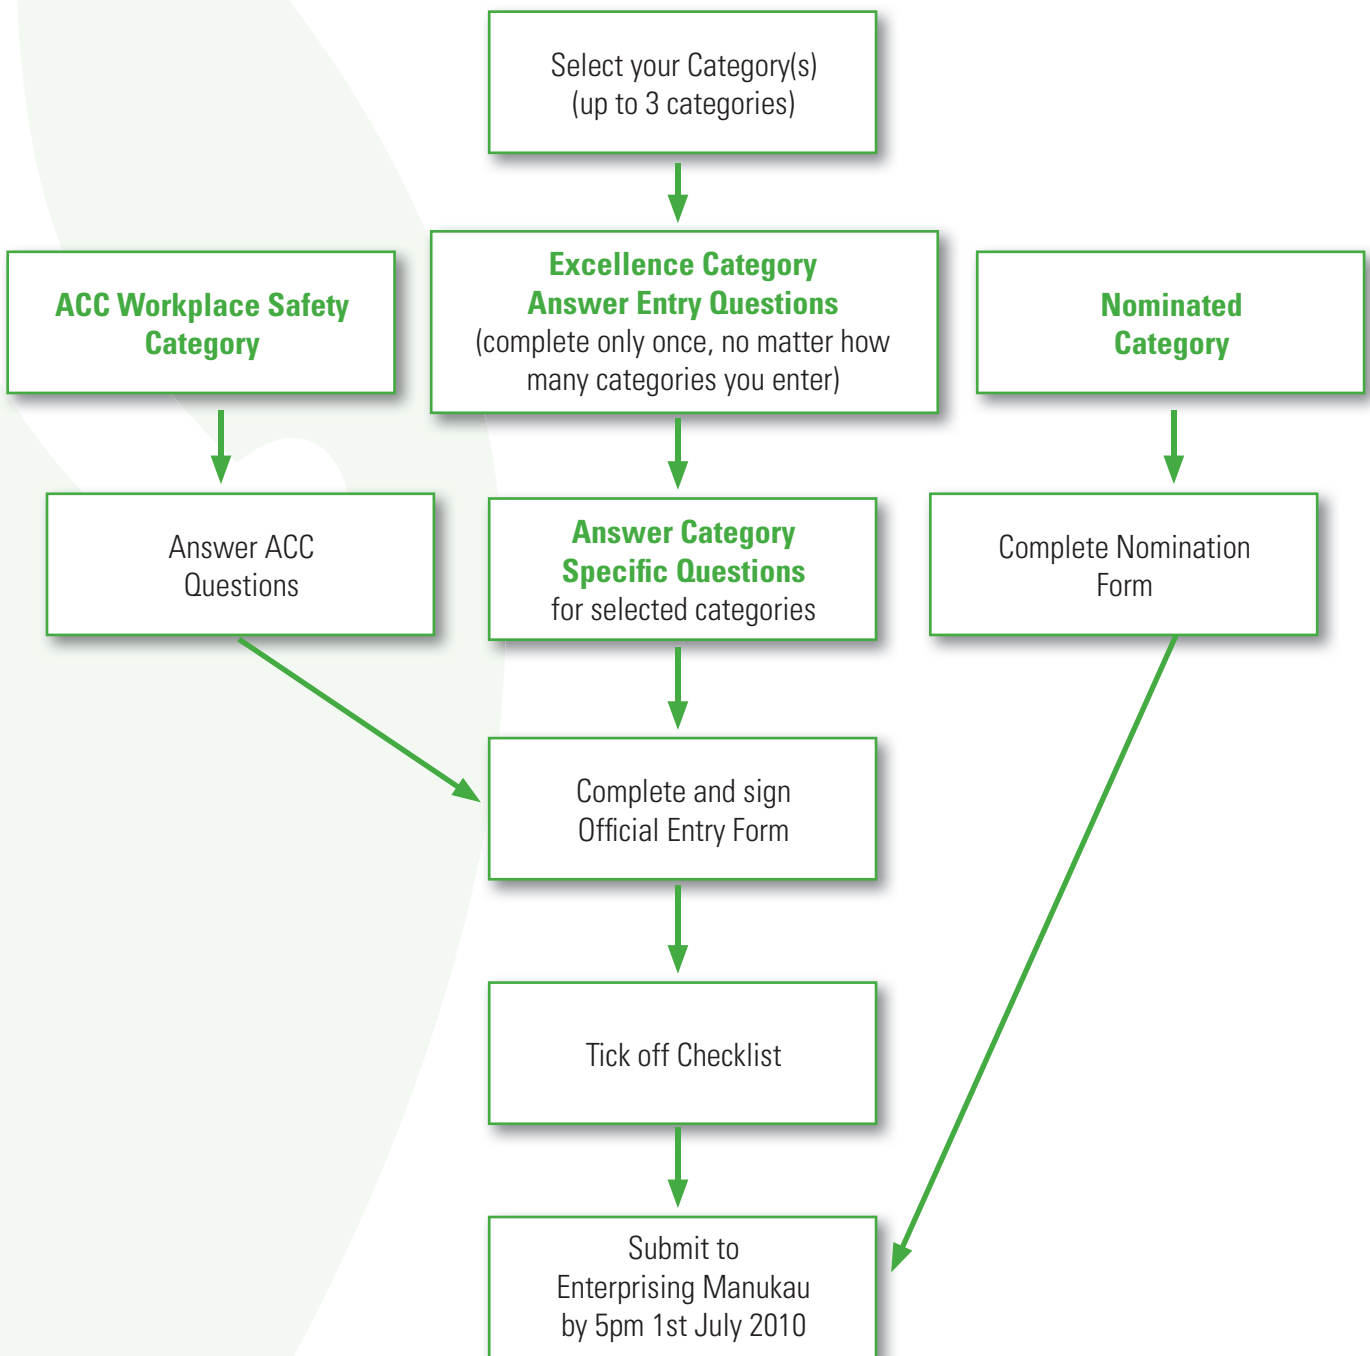 Select your Category(s)
(up to 3 categories)
ACC Workplace Safety
Category
Excellence Category
Answer Entry Questions
(complete only once, no matter how
many categories you enter)
Nominated
Category
Answer ACC
Questions
Answer Category
Specific Questions
for selected categories
Complete Nomination
Form
Complete and sign
Official Entry Form
Tick off Checklist
Submit to
Enterprising Manukau
by 5pm 1st July 2010